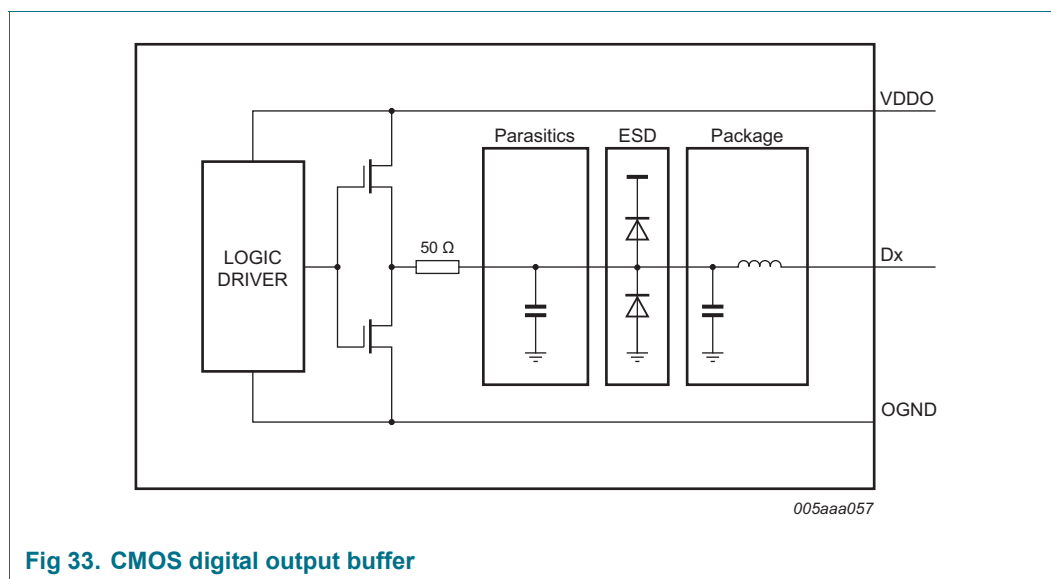 VDDO
Parasitics
ESD
Package
LOGIC
DRIVER
50 Ω
Dx
OGND
005aaa057
Fig 33. CMOS digital output buffer